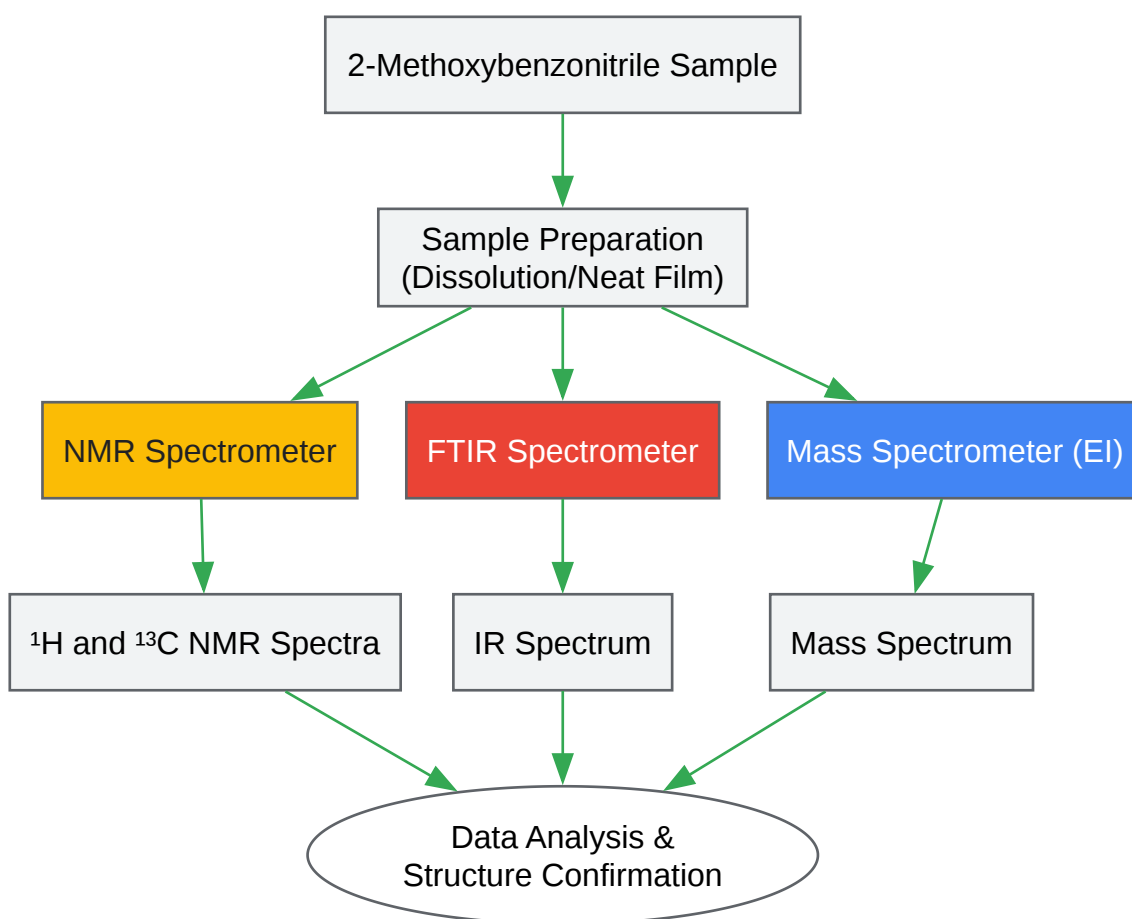 2-Methoxybenzonitrile Sample
Sample Preparation
(Dissolution/Neat Film)
NMR Spectrometer
FTIR Spectrometer
Mass Spectrometer (EI)
¹H and ¹³C NMR Spectra
IR Spectrum
Mass Spectrum
Data Analysis &
Structure Confirmation